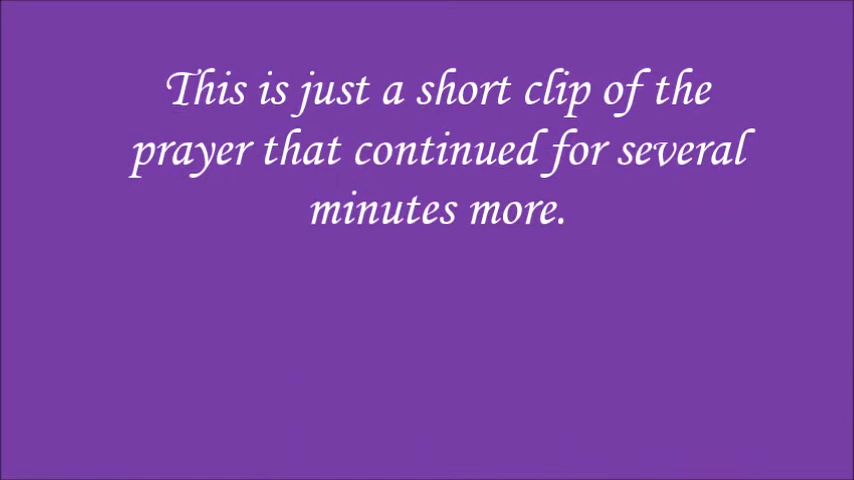 This is just a short clip of the
prayer that continued for several
minutes more.